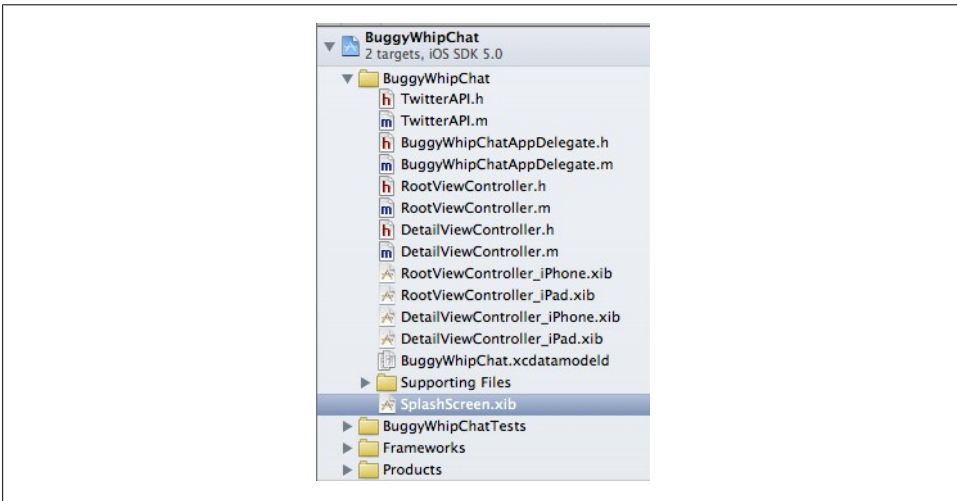 BuggyWhipChat
2 targets, iOS SDK 5.0
BuggyWhipChat
TwitterAPI.h
TwitterAPI.m
BuggyWhipChatAppDelegate.h
BuggyWhipChatAppDelegate.m
RootViewController.h
RootViewController.m
DetailViewController.h
DetailViewController.m
RootViewController_iPhone.xib
RootViewController_iPad.xib
DetailViewController_iPhone.xib
DetailViewController_iPad.xib
BuggyWhipChat.xcdatamodeld
Supporting Files
SplashScreen.xib
BuggyWhipChatTests
Frameworks
Products